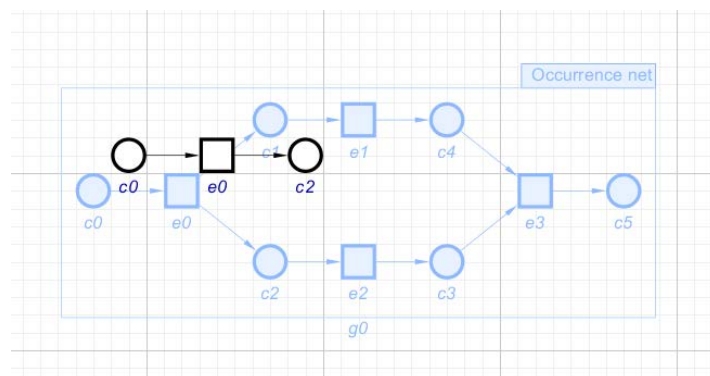 Occurrence net
c1 e1 c4
c0 e0 c2
c0 e0 e3 c5
c2 e2 c3
g0